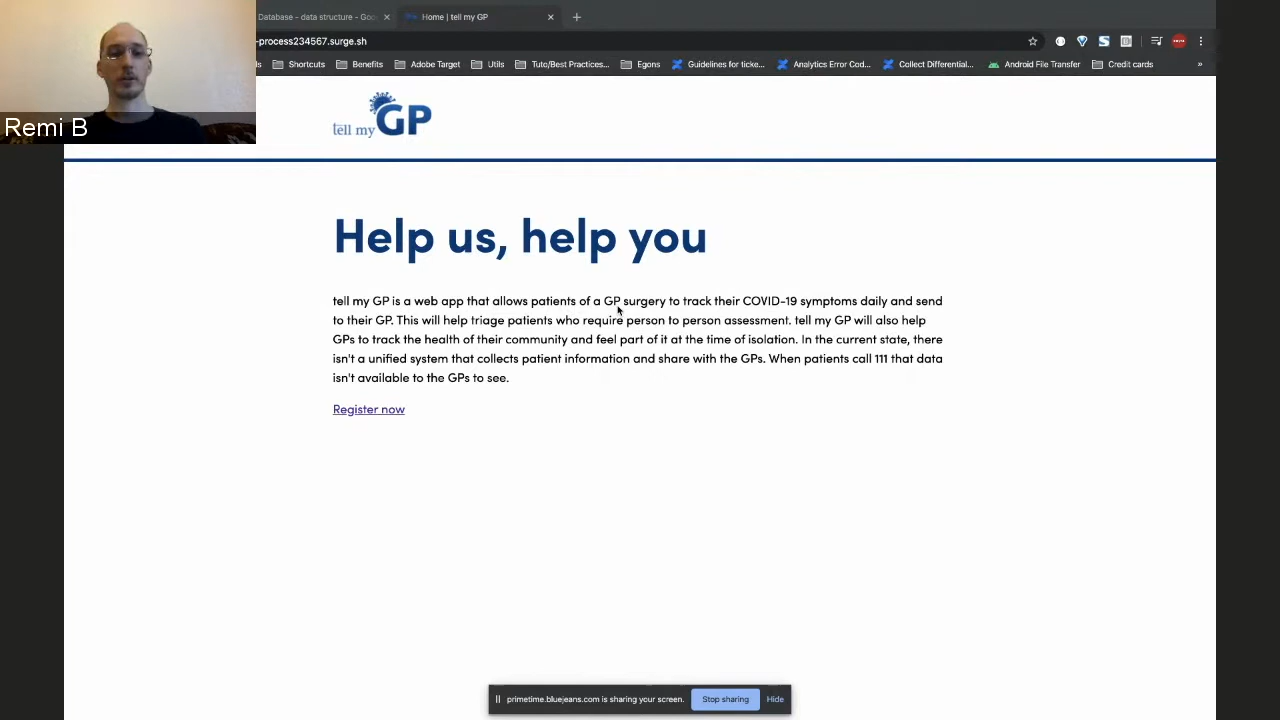 Database - data structure - Goo
Home | tell my GP
-process234567.surge.sh
ls
Shortcuts
Benefits
Adobe Target
Utils
Tuto/Best Practices...
Egons
Guidelines for ticke...
Analytics Error Cod...
Collect Differential...
Android File Transfer
Credit cards
»
Remi B
tell my GP
Help us, help you
tell my GP is a web app that allows patients of a GP surgery to track their COVID-19 symptoms daily and send
to their GP. This will help triage patients who require person to person assessment. tell my GP will also help
GPs to track the health of their community and feel part of it at the time of isolation. In the current state, there
isn't a unified system that collects patient information and share with the GPs. When patients call 111 that data
isn't available to the GPs to see.
Register now
primetime.bluejeans.com is sharing your screen.
Stop sharing
Hide